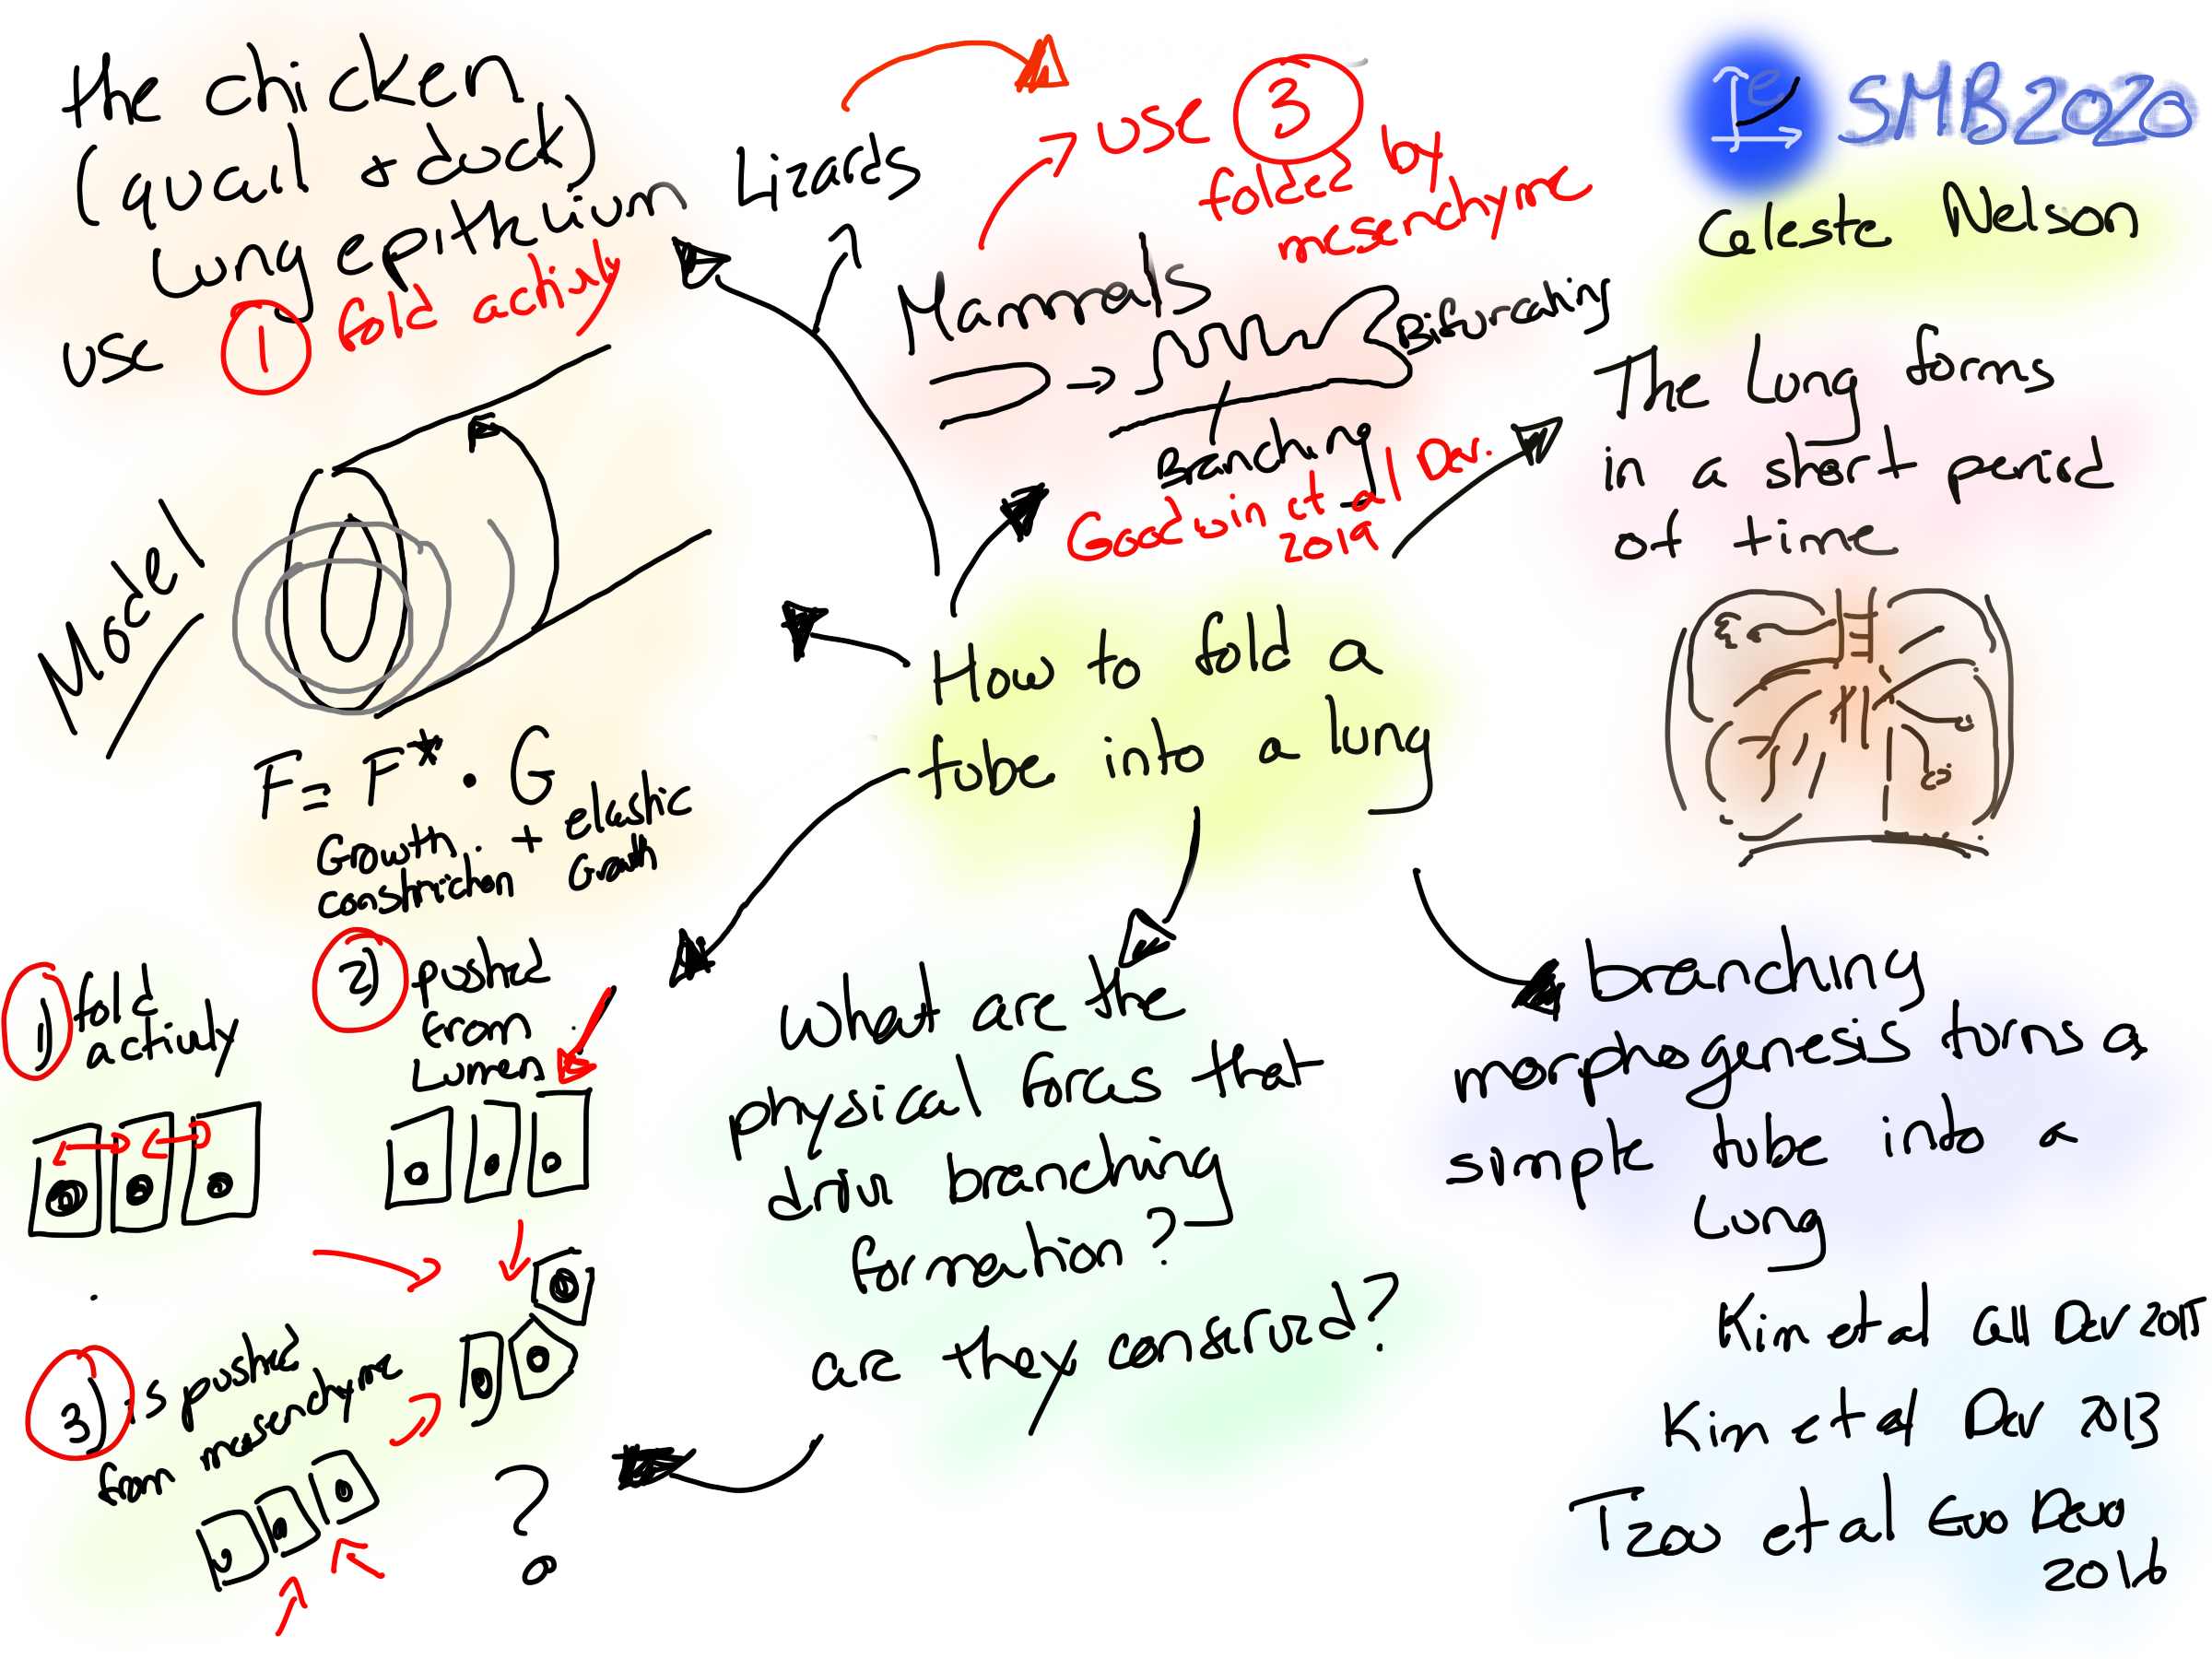 the chicken
(quail & duck)
Lung epithelium
use ① fold activly
Lizards
use ③
folded by
mesenchyme
Mammals
Bifurcating
Branching
Goodwin et al Dev.
2019
SMB2020
Celeste Nelson
The Lung forms
in a short period
of time
Model
F = F* · G
Growth + elastic
constriction Growth
How to fold a
tube into a lung
① fold
activly
② pushed
from
Lumen
③ is pushed
from mesenchyme
?
What are the
physical forces that
driv branching
formation?
are they conserved?
branching
morphogenesis turns a
simple tube into a
Lung
Kim et al Cell Dev 2015
Kim et al Dev 2013
Tzou et al Evo Devo
2016